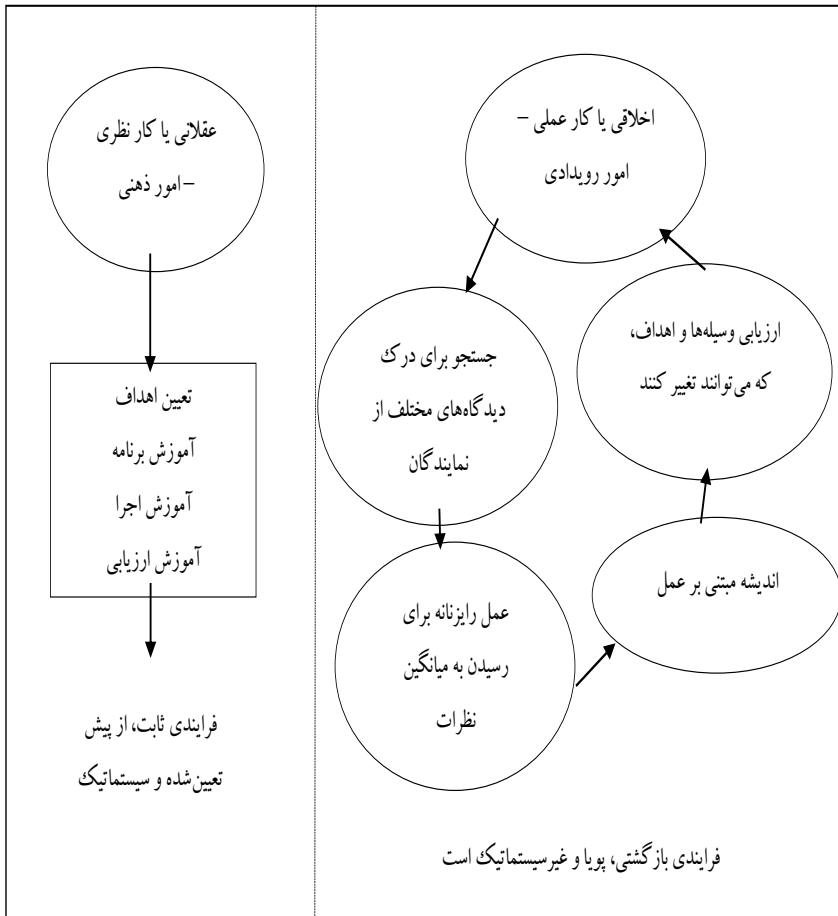 اخلاقی یا کار عملی –
امور رویدادی
جستجو برای درک
دیدگاه‌های مختلف از
نمایندگان
عمل رایزنانه برای
رسیدن به میانگین
نظرات
اندیشه مبتنی بر عمل
ارزیابی وسیله‌ها و اهداف،
که می‌توانند تغییر کنند
فرایندی بازگشتی، پویا و غیرسیستماتیک است
عقلانی یا کار نظری
–امور ذهنی
تعیین اهداف
آموزش برنامه
آموزش اجرا
آموزش ارزیابی
فرایندی ثابت، از پیش
تعیین‌شده و سیستماتیک